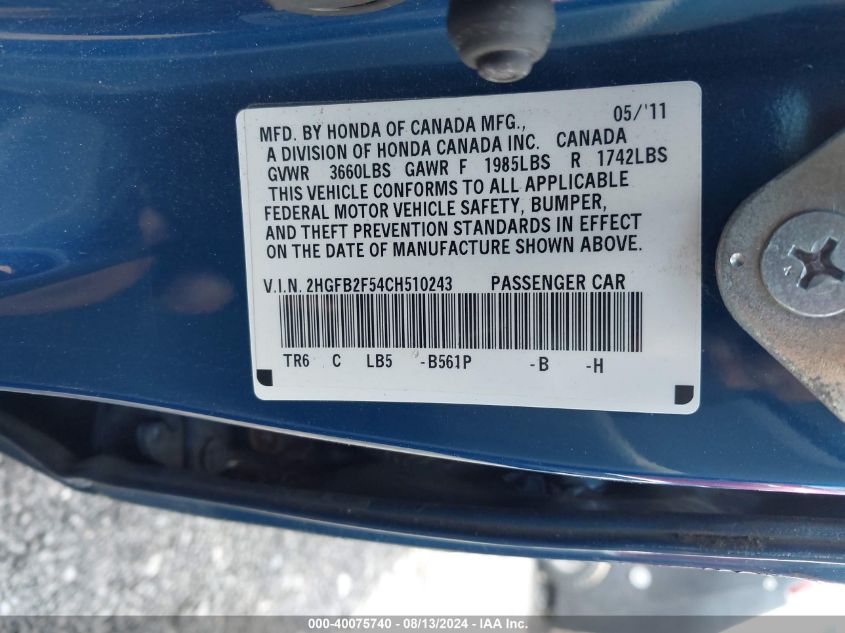 05/'11
MFD. BY HONDA OF CANADA MFG.,
A DIVISION OF HONDA CANADA INC. CANADA
GVWR 3660LBS GAWR F 1985LBS R 1742LBS
THIS VEHICLE CONFORMS TO ALL APPLICABLE
FEDERAL MOTOR VEHICLE SAFETY, BUMPER,
AND THEFT PREVENTION STANDARDS IN EFFECT
ON THE DATE OF MANUFACTURE SHOWN ABOVE.
V.I.N. 2HGFB2F54CH510243 PASSENGER CAR
TR6 C LB5 -B561P -B -H
000-40075740 - 08/13/2024 - IAA Inc.